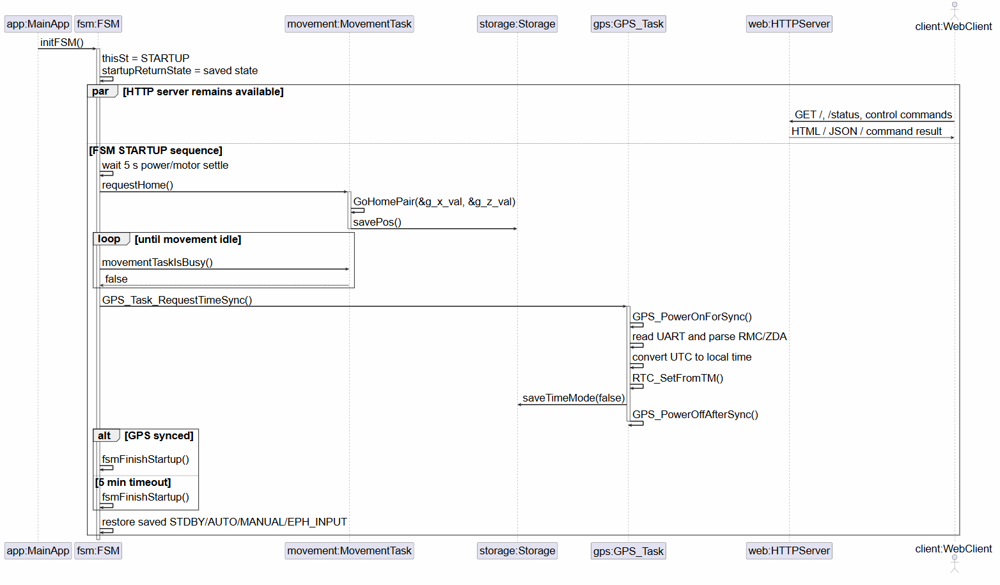 client:WebClient
app:MainApp
fsm:FSM
movement:MovementTask
storage:Storage
gps:GPS_Task
web:HTTPServer
initFSM()
thisSt = STARTUP
startupReturnState = saved state
par [HTTP server remains available]
GET /, /status, control commands
HTML / JSON / command result
[FSM STARTUP sequence]
wait 5 s power/motor settle
requestHome()
GoHomePair(&g_x_val, &g_z_val)
savePos()
loop [until movement idle]
movementTaskIsBusy()
false
GPS_Task_RequestTimeSync()
GPS_PowerOnForSync()
read UART and parse RMC/ZDA
convert UTC to local time
RTC_SetFromTM()
saveTimeMode(false)
GPS_PowerOffAfterSync()
alt [GPS synced]
fsmFinishStartup()
[5 min timeout]
fsmFinishStartup()
restore saved STDBY/AUTO/MANUAL/EPH_INPUT
app:MainApp
fsm:FSM
movement:MovementTask
storage:Storage
gps:GPS_Task
web:HTTPServer
client:WebClient